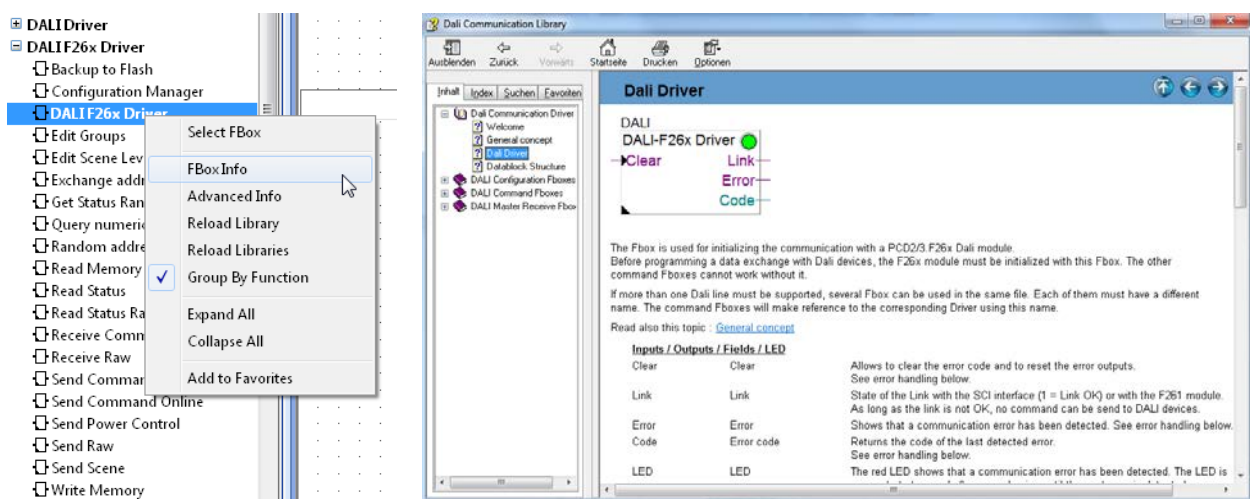 DALI Driver
DALI F26x Driver
Backup to Flash
Configuration Manager
DALI F26x Driver
Edit Groups
Edit Scene Lev
Exchange addr
Get Status Ran
Query numeric
Random addre
Read Memory
Read Status
Read Status Ra
Receive Comm
Receive Raw
Send Comman
Send Command Online
Send Power Control
Send Raw
Send Scene
Write Memory
Select FBox
FBox Info
Advanced Info
Reload Library
Reload Libraries
Group By Function
Expand All
Collapse All
Add to Favorites
Dali Communication Library
Ausblenden Zurück Vorwärts Startseite Drucken Optionen
Inhalt Index Suchen Favoriten
Dali Communication Driver
Welcome
General concept
Dali Driver
Datablock Structure
DALI Configuration Fboxes
DALI Command Fboxes
DALI Master Receive Fbox
Dali Driver
DALI
DALI-F26x Driver
Clear Link
Error
Code
The Fbox is used for initializing the communication with a PCD2/3.F26x Dali module.
Before programming a data exchange with Dali devices, the F26x module must be initialized with this Fbox. The other
command Fboxes cannot work without it.
If more than one Dali line must be supported, several Fbox can be used in the same file. Each of them must have a different
name. The command Fboxes will make reference to the corresponding Driver using this name.
Read also this topic : General concept
Inputs / Outputs / Fields / LED
Clear Clear Allows to clear the error code and to reset the error outputs.
See error handling below.
Link Link State of the Link with the SCI interface (1 = Link OK) or with the F261 module.
As long as the link is not OK, no command can be send to DALI devices.
Error Error Shows that a communication error has been detected. See error handling below.
Code Error code Returns the code of the last detected error.
See error handling below.
LED LED The red LED shows that a communication error has been detected. The LED is